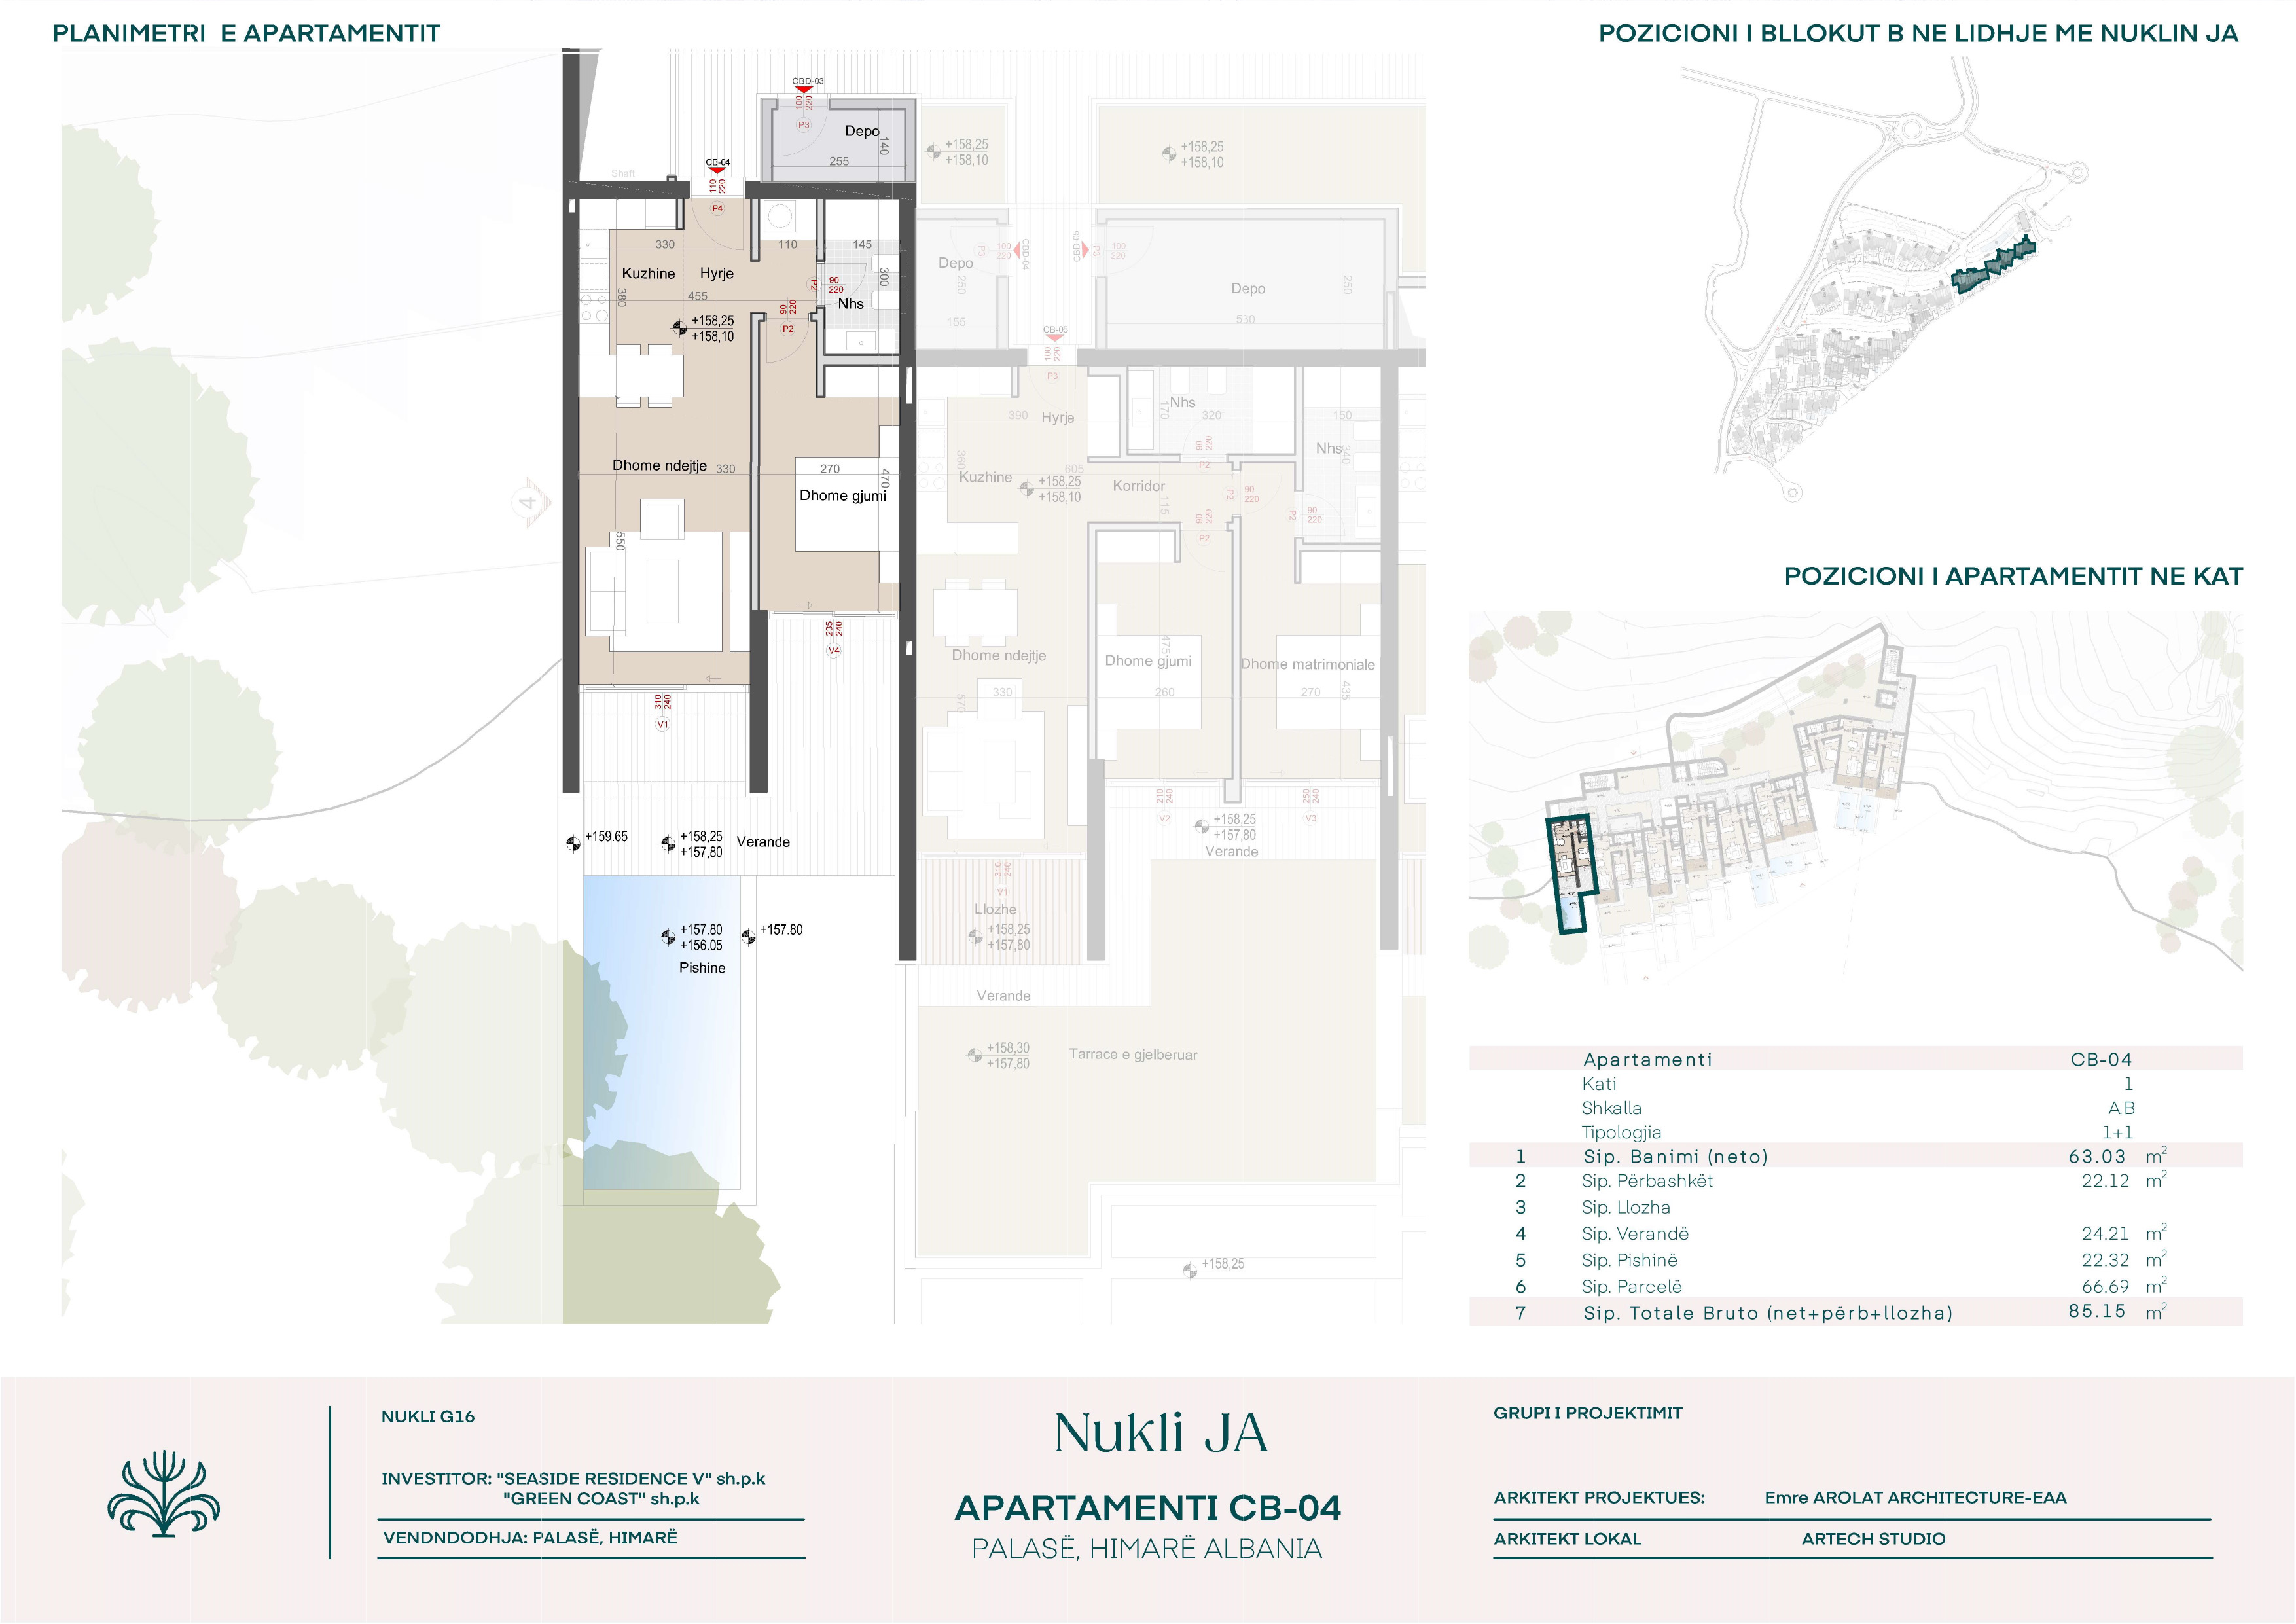 PLANIMETRI E APARTAMENTIT
POZICIONI I BLLOKUT B NE LIDHJE ME NUKLIN JA
CBD-03
100
220
P3
Depo
140
255
CB-04
110
220
P4
Shaft
330
110
145
Kuzhine
Hyrje
380
455
300
P2
90
220
Nhs
90
220
P2
+158,25
+158,10
Dhome ndejtje
330
270
470
Dhome gjumi
550
4
235
240
V4
310
240
V1
+159.65
+158,25
+157,80
Verande
+157.80
+156.05
+157.80
Pishine
+158,25
+158,10
+158,25
+158,10
Depo
250
155
P3
100
220
CBD-04
CBD-05
P3
100
220
Depo
250
530
CB-05
100
220
P3
390
Hyrje
Nhs
170
320
150
Nhs
340
90
220
P2
360
605
Kuzhine
+158,25
+158,10
Korridor
115
P2
90
220
90
220
P2
P2
90
220
Dhome ndejtje
475
Dhome gjumi
Dhome matrimoniale
330
570
260
270
435
210
240
V2
250
240
V3
+158,25
+157,80
Verande
310
240
V1
Llozhe
+158,25
+157,80
Verande
+158,30
+157,80
Tarrace e gjelberuar
+158,25
POZICIONI I APARTAMENTIT NE KAT
Apartamenti CB-04
Kati 1
Shkalla A.B
Tipologjia 1+1
1 Sip. Banimi (neto) 63.03 m²
2 Sip. Përbashkët 22.12 m²
3 Sip. Llozha
4 Sip. Verandë 24.21 m²
5 Sip. Pishinë 22.32 m²
6 Sip. Parcelë 66.69 m²
7 Sip. Totale Bruto (net+përb+llozha) 85.15 m²
NUKLI G16
INVESTITOR: "SEASIDE RESIDENCE V" sh.p.k
"GREEN COAST" sh.p.k
VENDNDODHJA: PALASË, HIMARË
Nukli JA
APARTAMENTI CB-04
PALASË, HIMARË ALBANIA
GRUPI I PROJEKTIMIT
ARKITEKT PROJEKTUES: Emre AROLAT ARCHITECTURE-EAA
ARKITEKT LOKAL ARTECH STUDIO